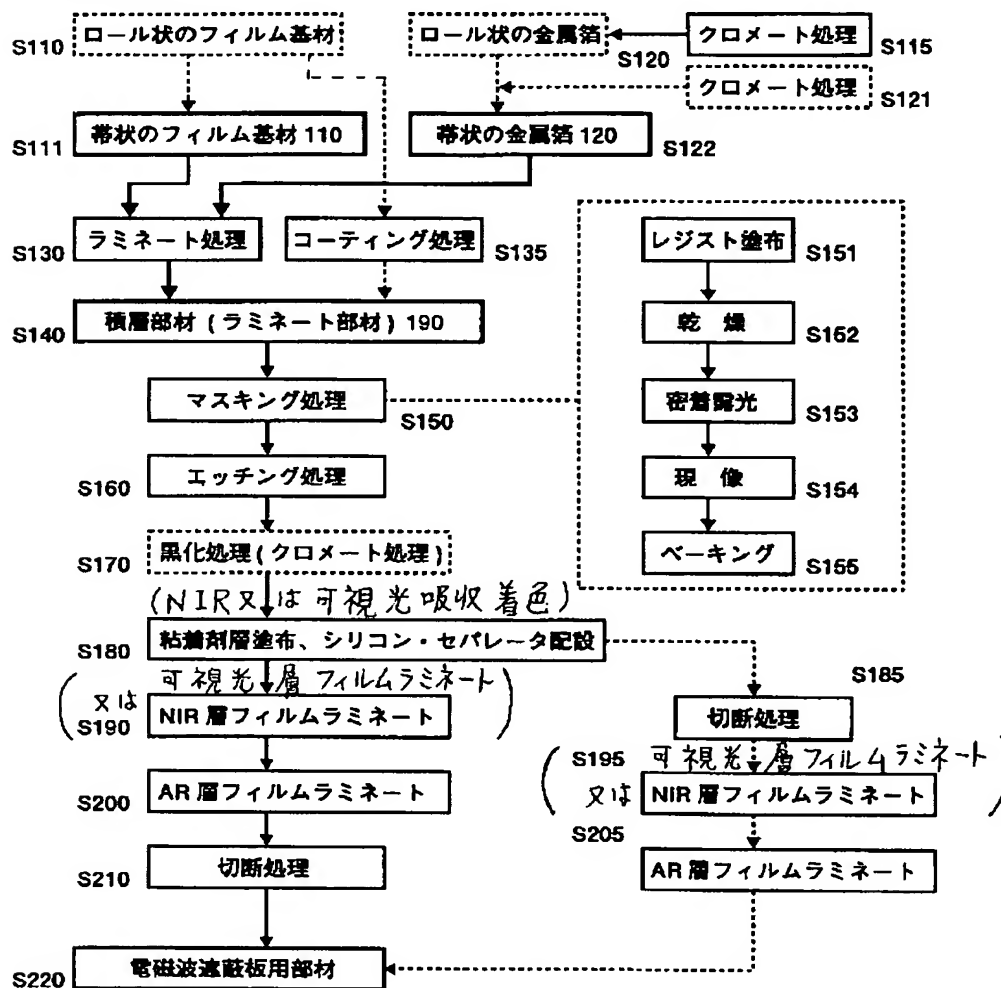 S110 ロール状のフィルム基材 ロール状の金属箔 S120 クロメート処理 S115
クロメート処理 S121
S111 帯状のフィルム基材 110 帯状の金属箔 120 S122
S130 ラミネート処理 コーティング処理 S135
S140 積層部材 (ラミネート部材) 190
マスキング処理 S150
レジスト塗布 S151
乾 燥 S152
密着露光 S153
現 像 S154
ベーキング S155
S160 エッチング処理
S170 黒化処理(クロメート処理)
(NIR又は可視光吸収着色)
S180 粘着剤層塗布、シリコン・セパレータ配設
(又は 可視光層フィルムラミネート)
S190 NIR 層フィルムラミネート
S200 AR 層フィルムラミネート
S210 切断処理
S185
切断処理
S195 (又は 可視光層フィルムラミネート)
NIR 層フィルムラミネート
S205
AR 層フィルムラミネート
S220 電磁波遮蔽板用部材